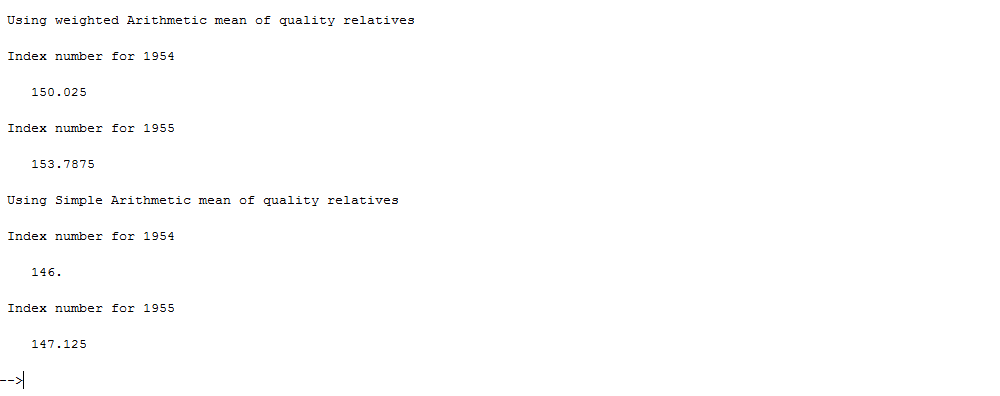 Using weighted Arithmetic mean of quality relatives
Index number for 1954
150.025
Index number for 1955
153.7875
Using Simple Arithmetic mean of quality relatives
Index number for 1954
146.
Index number for 1955
147.125
-->